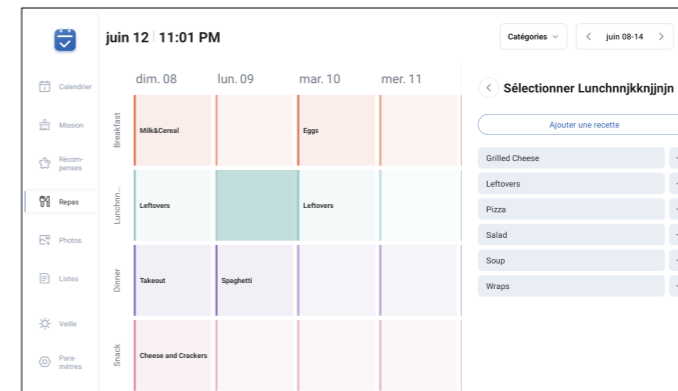 juin 12 11:01 PM
Catégories
juin 08-14
Calendrier
Mission
Récom-
penses
Repas
Photos
Listes
Veille
Para-
mètres
dim. 08 lun. 09 mar. 10 mer. 11
Breakfast
Milk&Cereal
Eggs
Lunchnn...
Leftovers
Leftovers
Dinner
Takeout
Spaghetti
Snack
Cheese and Crackers
Sélectionner Lunchnnjkknjjnjn
Ajouter une recette
Grilled Cheese
Leftovers
Pizza
Salad
Soup
Wraps